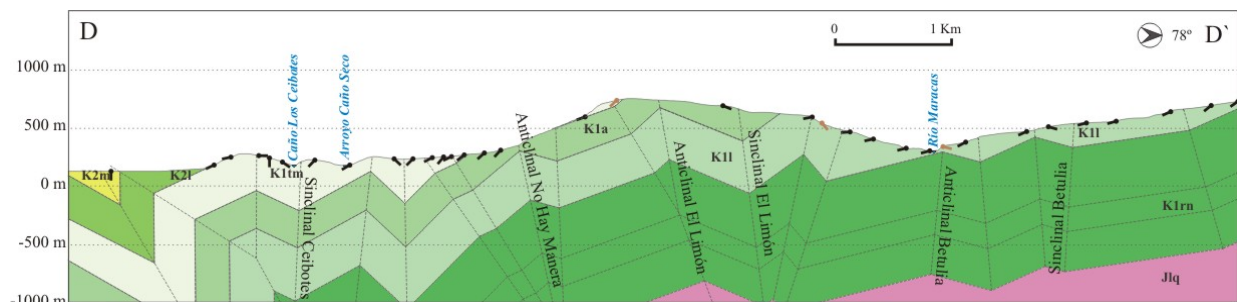 D
0
1 Km
78º
D`
1000 m
500 m
0 m
-500 m
-1000 m
Caño Los Ceibotes
Arroyo Caño Seco
Río Maracas
K2m
K2l
K1tm
K1a
K1l
K1l
K1rn
Jlq
Sinclinal Ceibotes
Anticlinal No Hay Manera
Anticlinal El Limón
Sinclinal El Limón
Anticlinal Betulia
Sinclinal Betulia